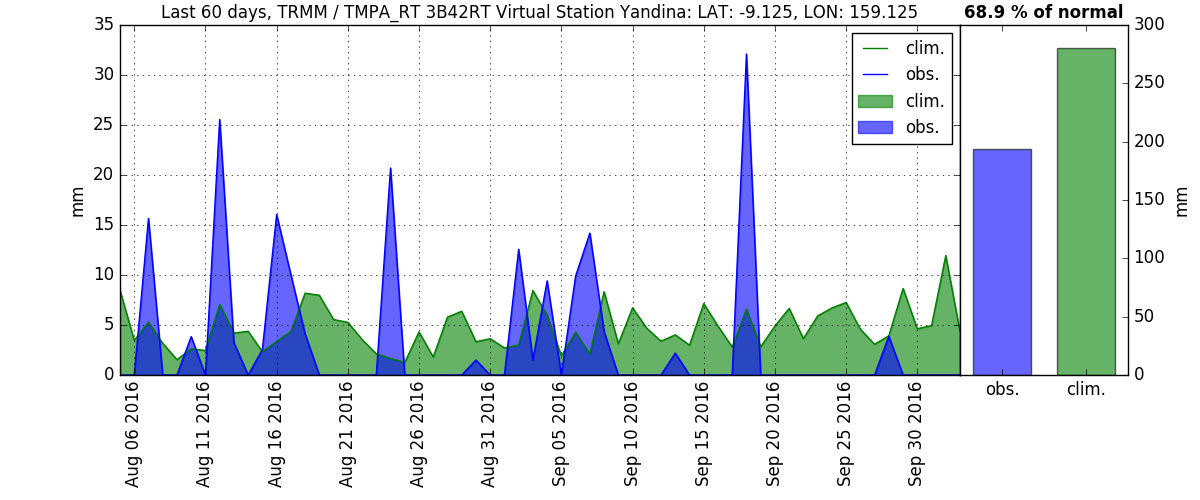 Last 60 days, TRMM / TMPA_RT 3B42RT Virtual Station Yandina: LAT: -9.125, LON: 159.125
68.9 % of normal
35
30
25
20
15
10
5
0
mm
clim.
obs.
clim.
obs.
Aug 06 2016
Aug 11 2016
Aug 16 2016
Aug 21 2016
Aug 26 2016
Aug 31 2016
Sep 05 2016
Sep 10 2016
Sep 15 2016
Sep 20 2016
Sep 25 2016
Sep 30 2016
300
250
200
150
100
50
0
mm
obs.
clim.